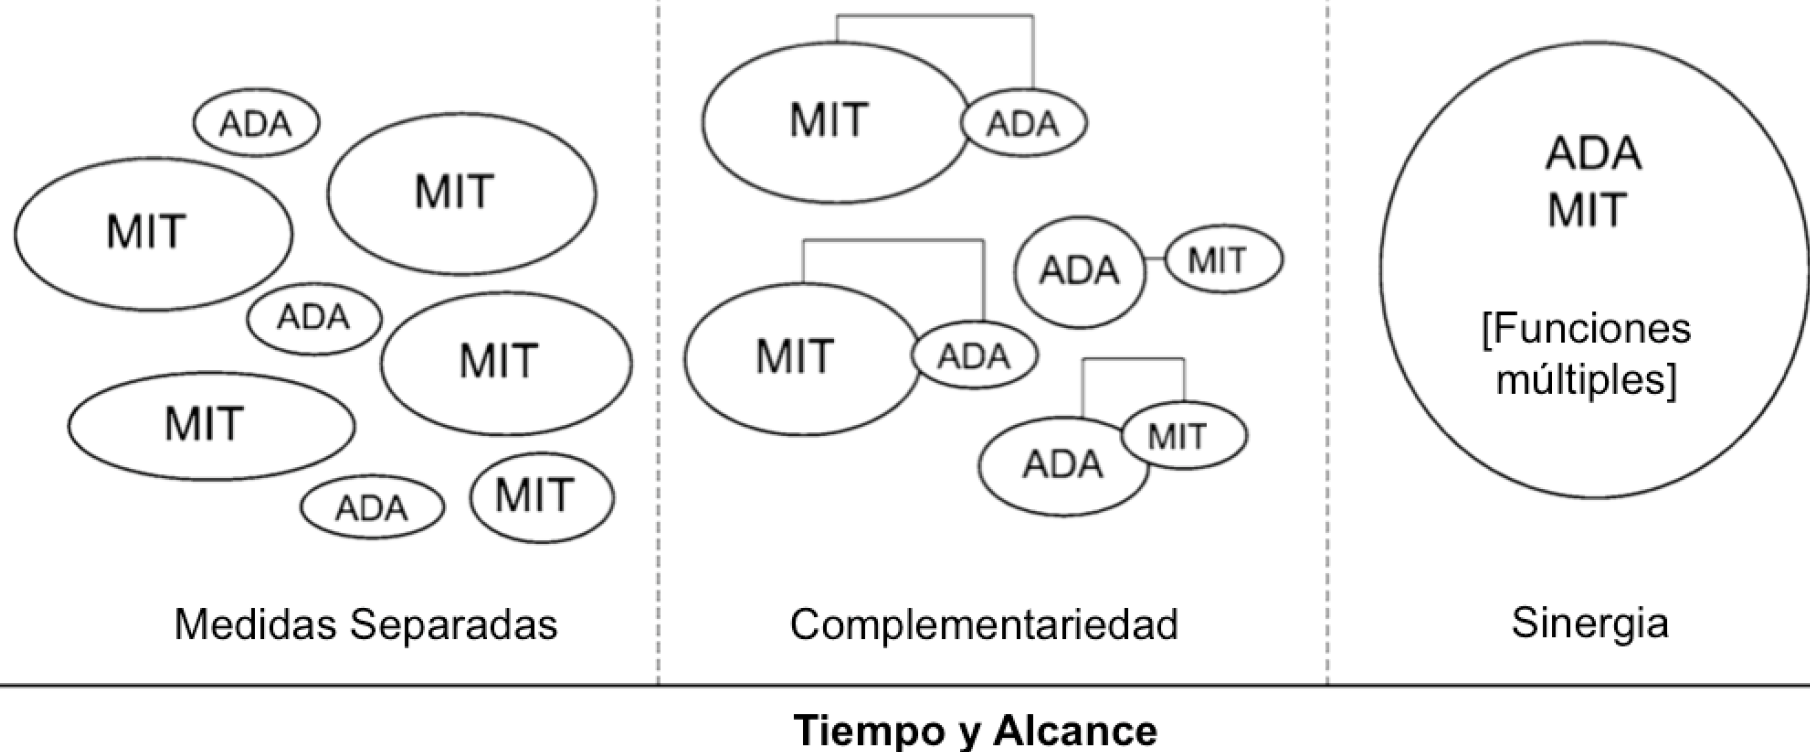 ADA
MIT
MIT
ADA
MIT
MIT
ADA
MIT
Medidas Separadas
MIT
ADA
ADA
MIT
MIT
ADA
MIT
ADA
Complementariedad
ADA
MIT
[Funciones
múltiples]
Sinergia
Tiempo y Alcance